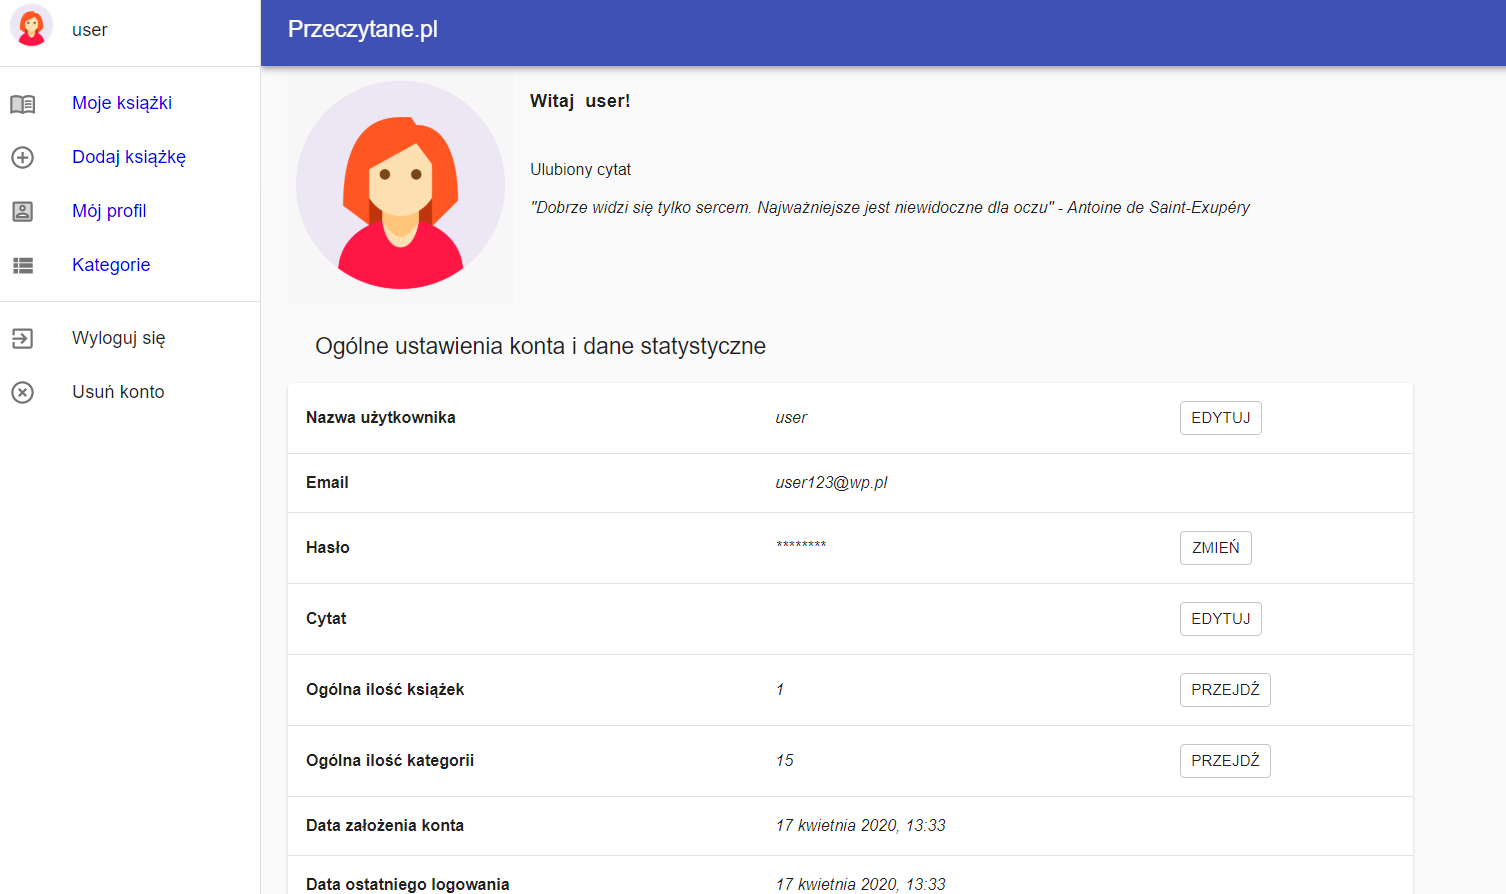 user
Przeczytane.pl
Moje książki
Dodaj książkę
Mój profil
Kategorie
Wyloguj się
Usuń konto
Witaj user!
Ulubiony cytat
"Dobrze widzi się tylko sercem. Najważniejsze jest niewidoczne dla oczu" - Antoine de Saint-Exupéry
Ogólne ustawienia konta i dane statystyczne
Nazwa użytkownika user EDYTUJ
Email user123@wp.pl
Hasło ******** ZMIEŃ
Cytat EDYTUJ
Ogólna ilość książek 1 PRZEJDŹ
Ogólna ilość kategorii 15 PRZEJDŹ
Data założenia konta 17 kwietnia 2020, 13:33
Data ostatniego logowania 17 kwietnia 2020, 13:33